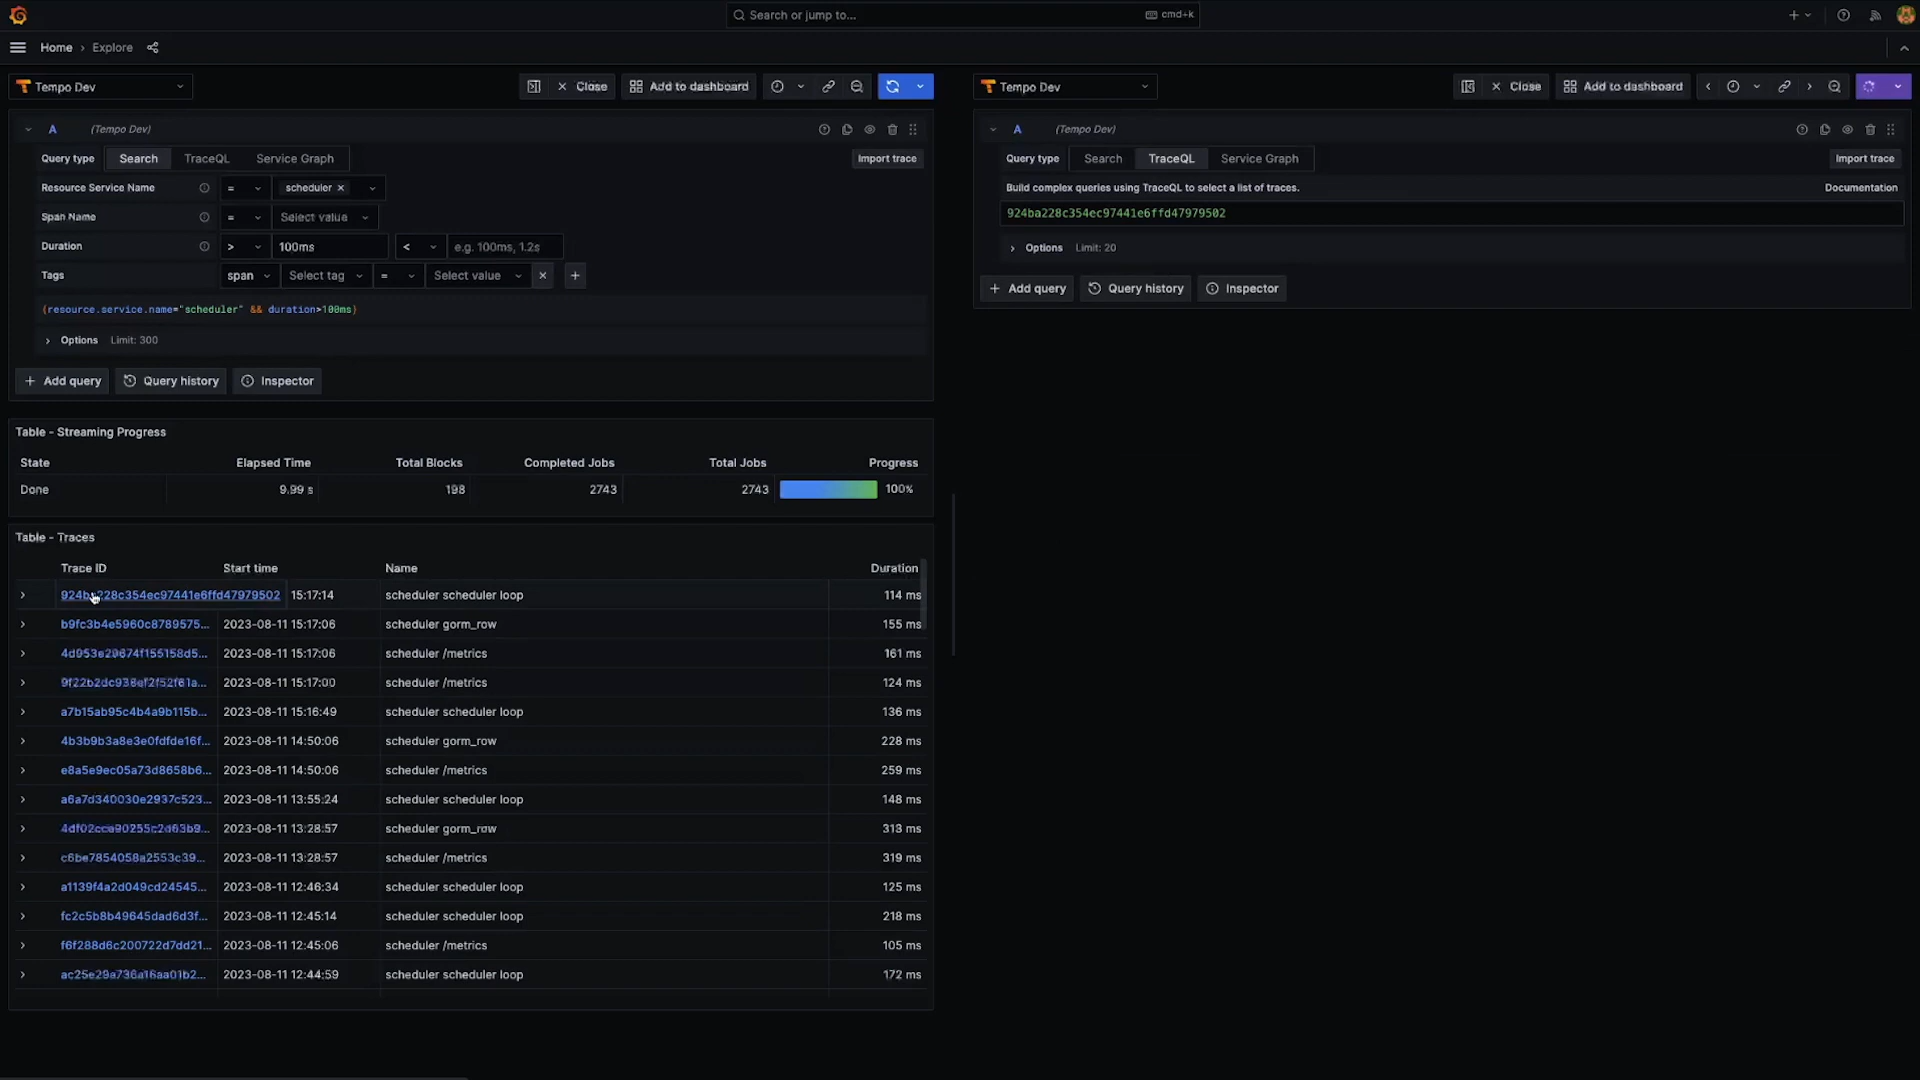 Search or jump to... cmd+k
Home › Explore
Tempo Dev Close Add to dashboard
A (Tempo Dev)
Query type Search TraceQL Service Graph Import trace
Resource Service Name = scheduler ×
Span Name = Select value
Duration > 100ms < e.g. 100ms, 1.2s
Tags span Select tag = Select value × +
{resource.service.name="scheduler" && duration>100ms}
Options Limit: 300
+ Add query Query history Inspector
Table - Streaming Progress
State Elapsed Time Total Blocks Completed Jobs Total Jobs Progress
Done 9.99 s 198 2743 2743 100%
Table - Traces
Trace ID Start time Name Duration
924ba228c354ec97441e6ffd47979502 15:17:14 scheduler scheduler loop 114 ms
b9fc3b4e5960c8789575... 2023-08-11 15:17:06 scheduler gorm_row 155 ms
2023-08-11 15:17:06 scheduler /metrics 161 ms
2023-08-11 15:17:00 scheduler /metrics 124 ms
a7b15ab95c4b4a9b115b... 2023-08-11 15:16:49 scheduler scheduler loop 136 ms
4b3b9b3a8e3e0fdfde16f... 2023-08-11 14:50:06 scheduler gorm_row 228 ms
e8a5e9ec05a73d8658b6... 2023-08-11 14:50:06 scheduler /metrics 259 ms
a6a7d340030e2937c523... 2023-08-11 13:55:24 scheduler scheduler loop 148 ms
2023-08-11 13:28:57 scheduler gorm_row 313 ms
c6be7854058a2553c39... 2023-08-11 13:28:57 scheduler /metrics 319 ms
a1139f4a2d049cd24545... 2023-08-11 12:46:34 scheduler scheduler loop 125 ms
fc2c5b8b49645dad6d3f... 2023-08-11 12:45:14 scheduler scheduler loop 218 ms
f6f288d6c200722d7dd21... 2023-08-11 12:45:06 scheduler /metrics 105 ms
2023-08-11 12:44:59 scheduler scheduler loop 172 ms
Tempo Dev Close Add to dashboard
A (Tempo Dev)
Query type Search TraceQL Service Graph Import trace
Build complex queries using TraceQL to select a list of traces. Documentation
924ba228c354ec97441e6ffd47979502
Options Limit: 20
+ Add query Query history Inspector